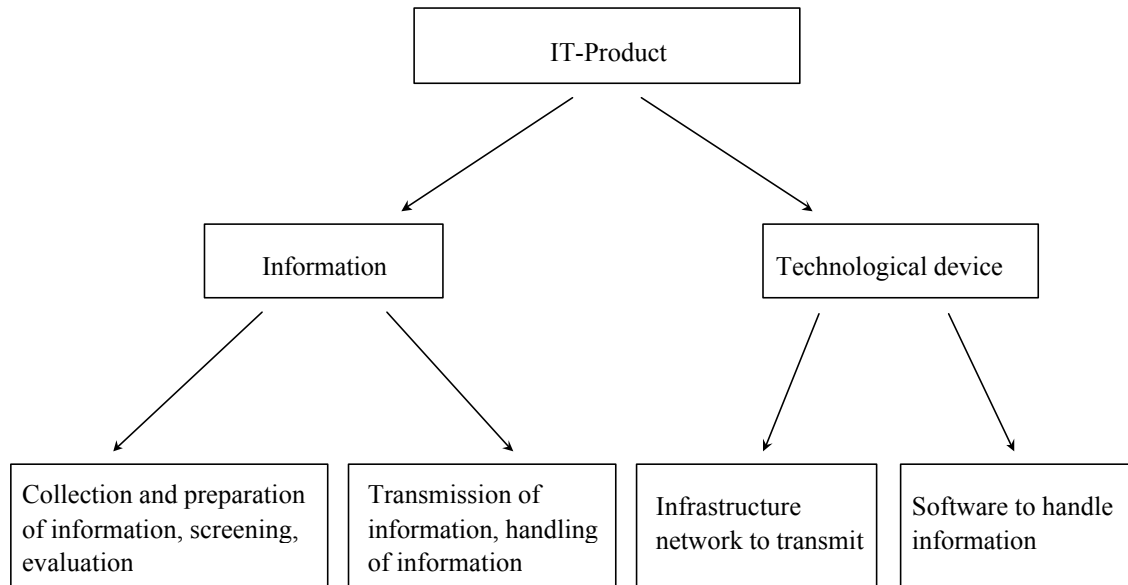 IT-Product
Information
Technological device
Collection and preparation
of information, screening,
evaluation
Transmission of
information, handling
of information
Infrastructure
network to transmit
Software to handle
information